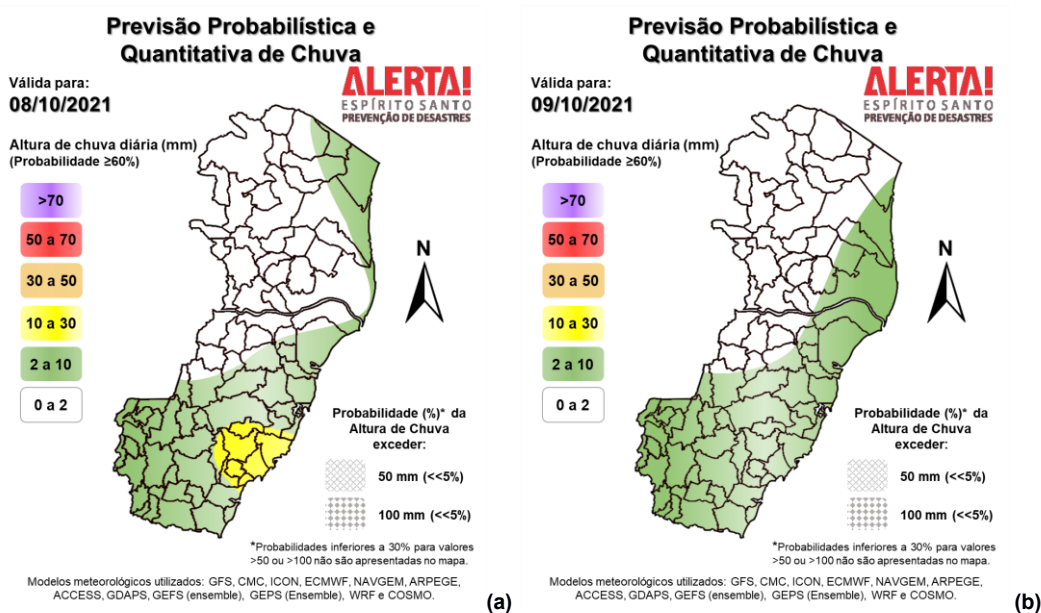 Previsão Probabilística e
Quantitativa de Chuva
Válida para:
08/10/2021
ALERTA!
ESPÍRITO SANTO
PREVENÇÃO DE DESASTRES
Altura de chuva diária (mm)
(Probabilidade ≥60%)
>70
50 a 70
30 a 50
10 a 30
2 a 10
0 a 2
N
Probabilidade (%)* da
Altura de Chuva
exceder:
50 mm (<<5%)
100 mm (<<5%)
*Probabilidades inferiores a 30% para valores
>50 ou >100 não são apresentadas no mapa.
Modelos meteorológicos utilizados: GFS, CMC, ICON, ECMWF, NAVGEM, ARPEGE,
ACCESS, GDAPS, GEFS (ensemble), GEPS (Ensemble), WRF e COSMO.
(a)
Previsão Probabilística e
Quantitativa de Chuva
Válida para:
09/10/2021
ALERTA!
ESPÍRITO SANTO
PREVENÇÃO DE DESASTRES
Altura de chuva diária (mm)
(Probabilidade ≥60%)
>70
50 a 70
30 a 50
10 a 30
2 a 10
0 a 2
N
Probabilidade (%)* da
Altura de Chuva
exceder:
50 mm (<<5%)
100 mm (<<5%)
*Probabilidades inferiores a 30% para valores
>50 ou >100 não são apresentadas no mapa.
Modelos meteorológicos utilizados: GFS, CMC, ICON, ECMWF, NAVGEM, ARPEGE,
ACCESS, GDAPS, GEFS (ensemble), GEPS (Ensemble), WRF e COSMO.
(b)